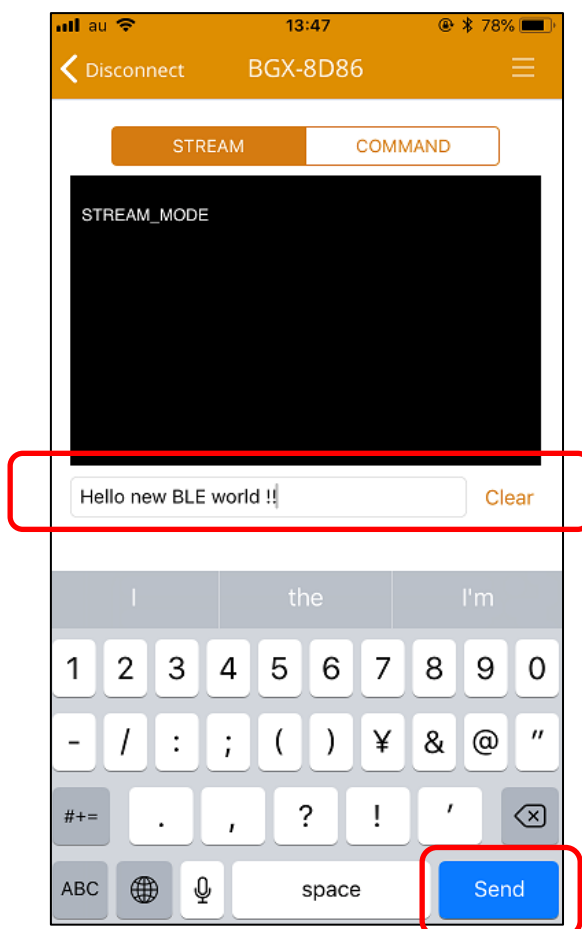 au 13:47 78%
Disconnect BGX-8D86
STREAM COMMAND
STREAM_MODE
Hello new BLE world !! Clear
I the I'm
1 2 3 4 5 6 7 8 9 0
- / : ; ( ) ¥ & @ "
#+= . , ? ! '
ABC space Send